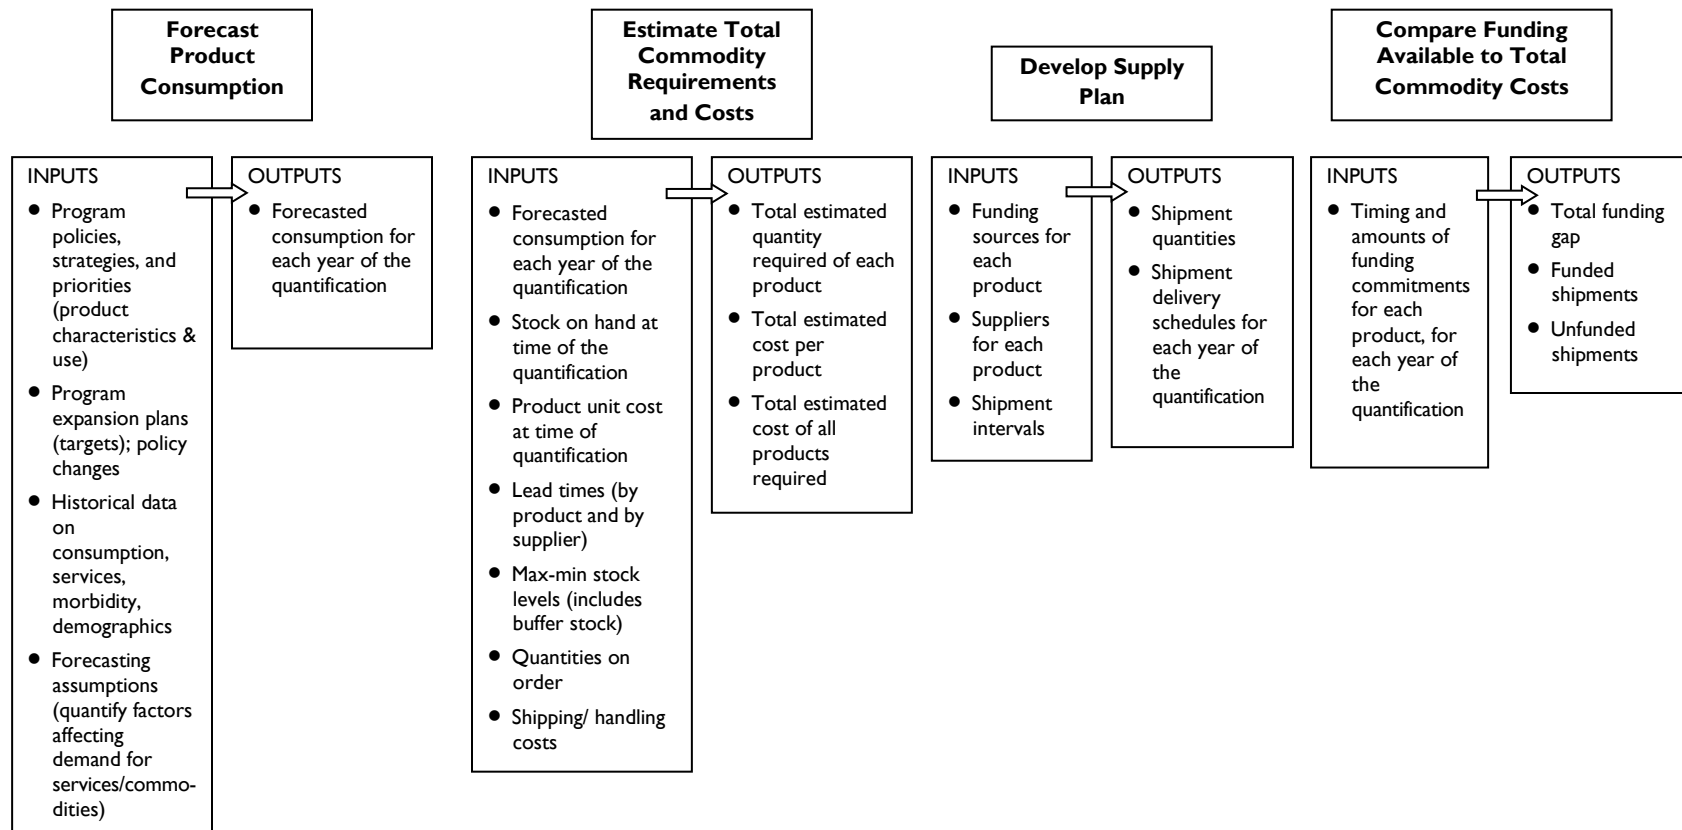 Forecast
Product
Consumption
INPUTS
● Program
policies,
strategies, and
priorities
(product
characteristics &
use)
● Program
expansion plans
(targets); policy
changes
● Historical data
on
consumption,
services,
morbidity,
demographics
● Forecasting
assumptions
(quantify factors
affecting
demand for
services/commo-
dities)
OUTPUTS
● Forecasted
consumption for
each year of the
quantification
Estimate Total
Commodity
Requirements
and Costs
INPUTS
● Forecasted
consumption for
each year of the
quantification
● Stock on hand at
time of the
quantification
● Product unit cost
at time of
quantification
● Lead times (by
product and by
supplier)
● Max-min stock
levels (includes
buffer stock)
● Quantities on
order
● Shipping/ handling
costs
OUTPUTS
● Total estimated
quantity
required of each
product
● Total estimated
cost per
product
● Total estimated
cost of all
products
required
Develop Supply
Plan
INPUTS
● Funding
sources for
each
product
● Suppliers
for each
product
● Shipment
intervals
OUTPUTS
● Shipment
quantities
● Shipment
delivery
schedules for
each year of
the
quantification
Compare Funding
Available to Total
Commodity Costs
INPUTS
● Timing and
amounts of
funding
commitments
for each
product, for
each year of
the
quantification
OUTPUTS
● Total funding
gap
● Funded
shipments
● Unfunded
shipments